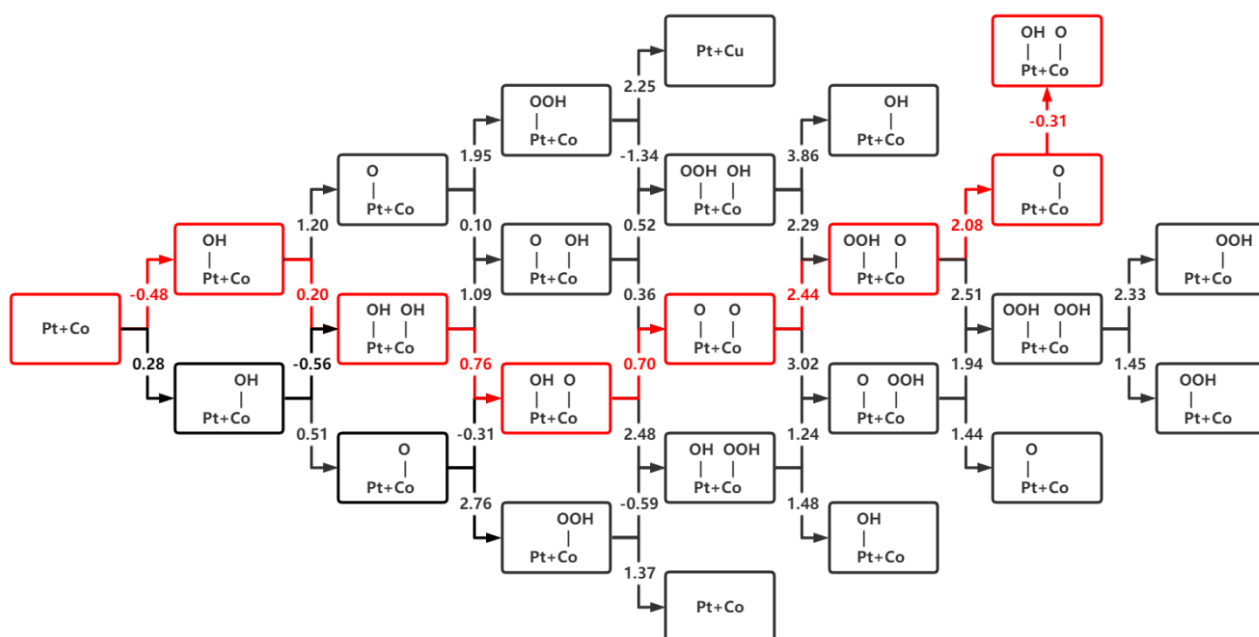 OH O
Pt+Co
Pt+Cu
2.25
-0.31
OOH
Pt+Co
OH
Pt+Co
1.95
-1.34
3.86
O
Pt+Co
OOH OH
Pt+Co
O
Pt+Co
1.20
0.10
0.52
2.29
2.08
OH
Pt+Co
O OH
Pt+Co
OOH O
Pt+Co
OOH
Pt+Co
-0.48
0.20
1.09
0.36
2.44
2.51
2.33
Pt+Co
OH OH
Pt+Co
O O
Pt+Co
OOH OOH
Pt+Co
0.28
-0.56
0.76
0.70
3.02
1.94
1.45
OH
Pt+Co
OH O
Pt+Co
O OOH
Pt+Co
OOH
Pt+Co
0.51
-0.31
2.48
1.24
1.44
O
Pt+Co
OH OOH
Pt+Co
O
Pt+Co
2.76
-0.59
1.48
OOH
Pt+Co
OH
Pt+Co
1.37
Pt+Co